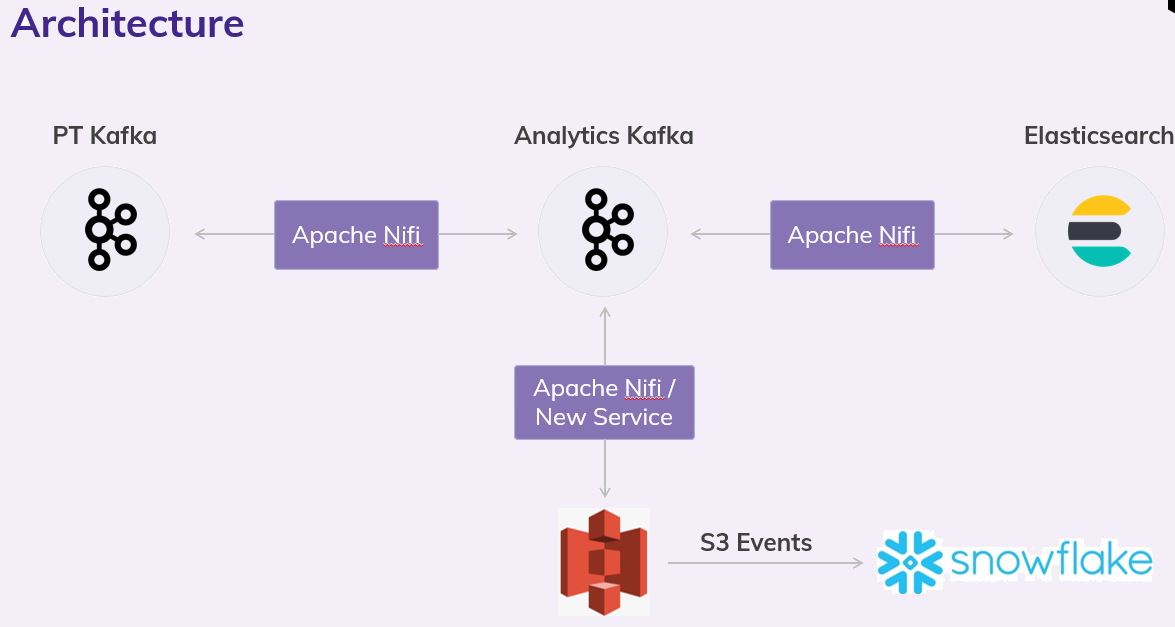 Architecture
PT Kafka
Analytics Kafka
Elasticsearch
Apache Nifi
Apache Nifi
Apache Nifi /
New Service
S3 Events
snowflake